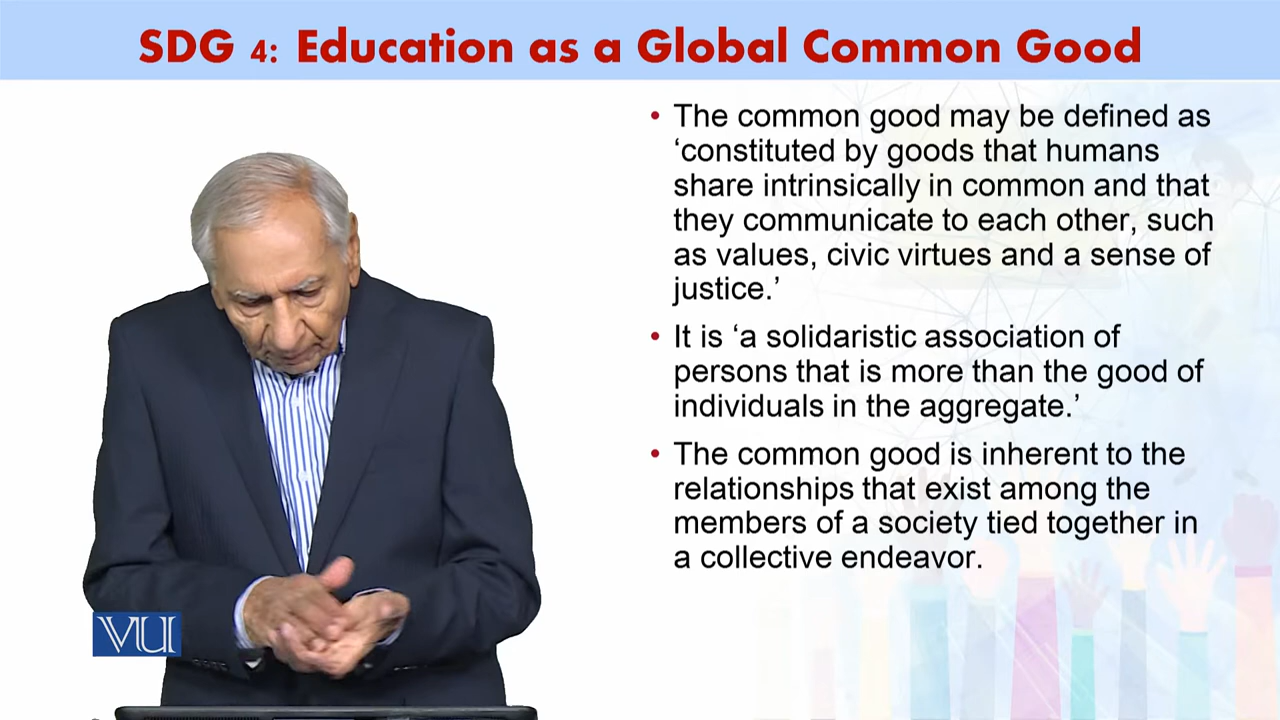 SDG 4: Education as a Global Common Good
• The common good may be defined as
‘constituted by goods that humans
share intrinsically in common and that
they communicate to each other, such
as values, civic virtues and a sense of
justice.’
• It is ‘a solidaristic association of
persons that is more than the good of
individuals in the aggregate.’
• The common good is inherent to the
relationships that exist among the
members of a society tied together in
a collective endeavor.
VU